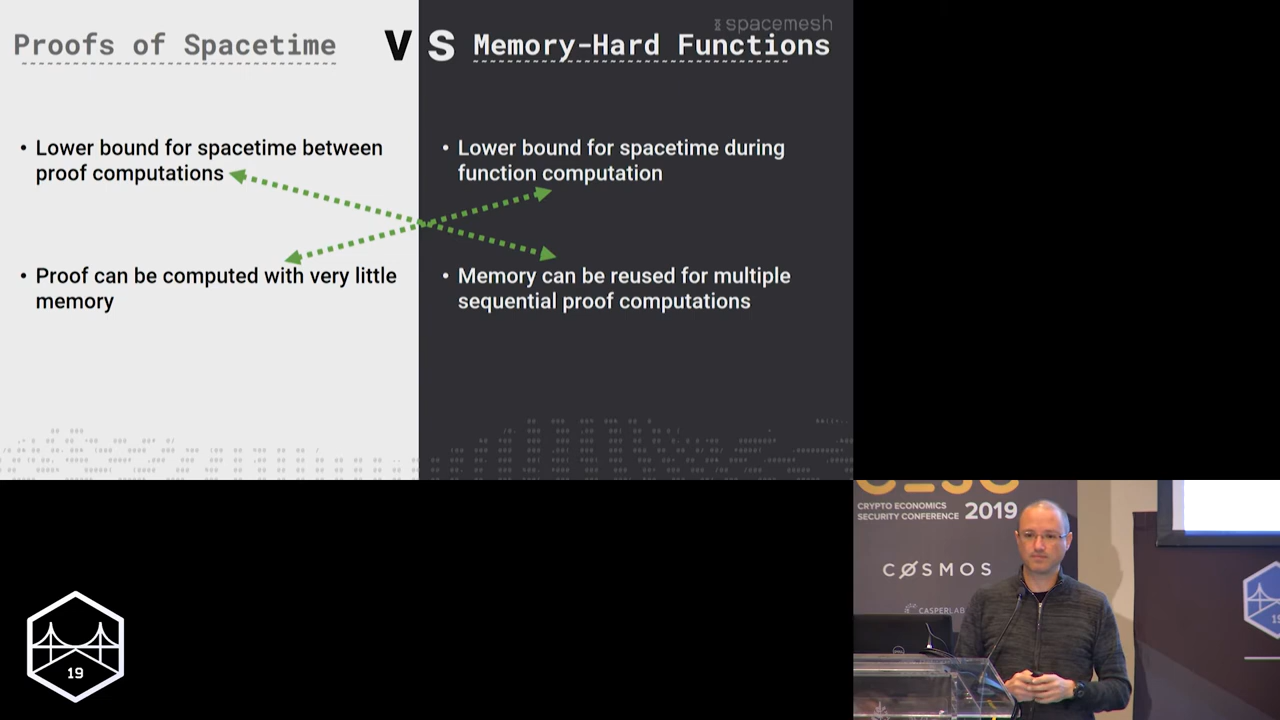 spacemesh
Proofs of Spacetime
VS
Memory-Hard Functions
• Lower bound for spacetime between
proof computations
• Proof can be computed with very little
memory
• Lower bound for spacetime during
function computation
• Memory can be reused for multiple
sequential proof computations
CRYPTO ECONOMICS
SECURITY CONFERENCE 2019
COSMOS
CASPERLAB
19